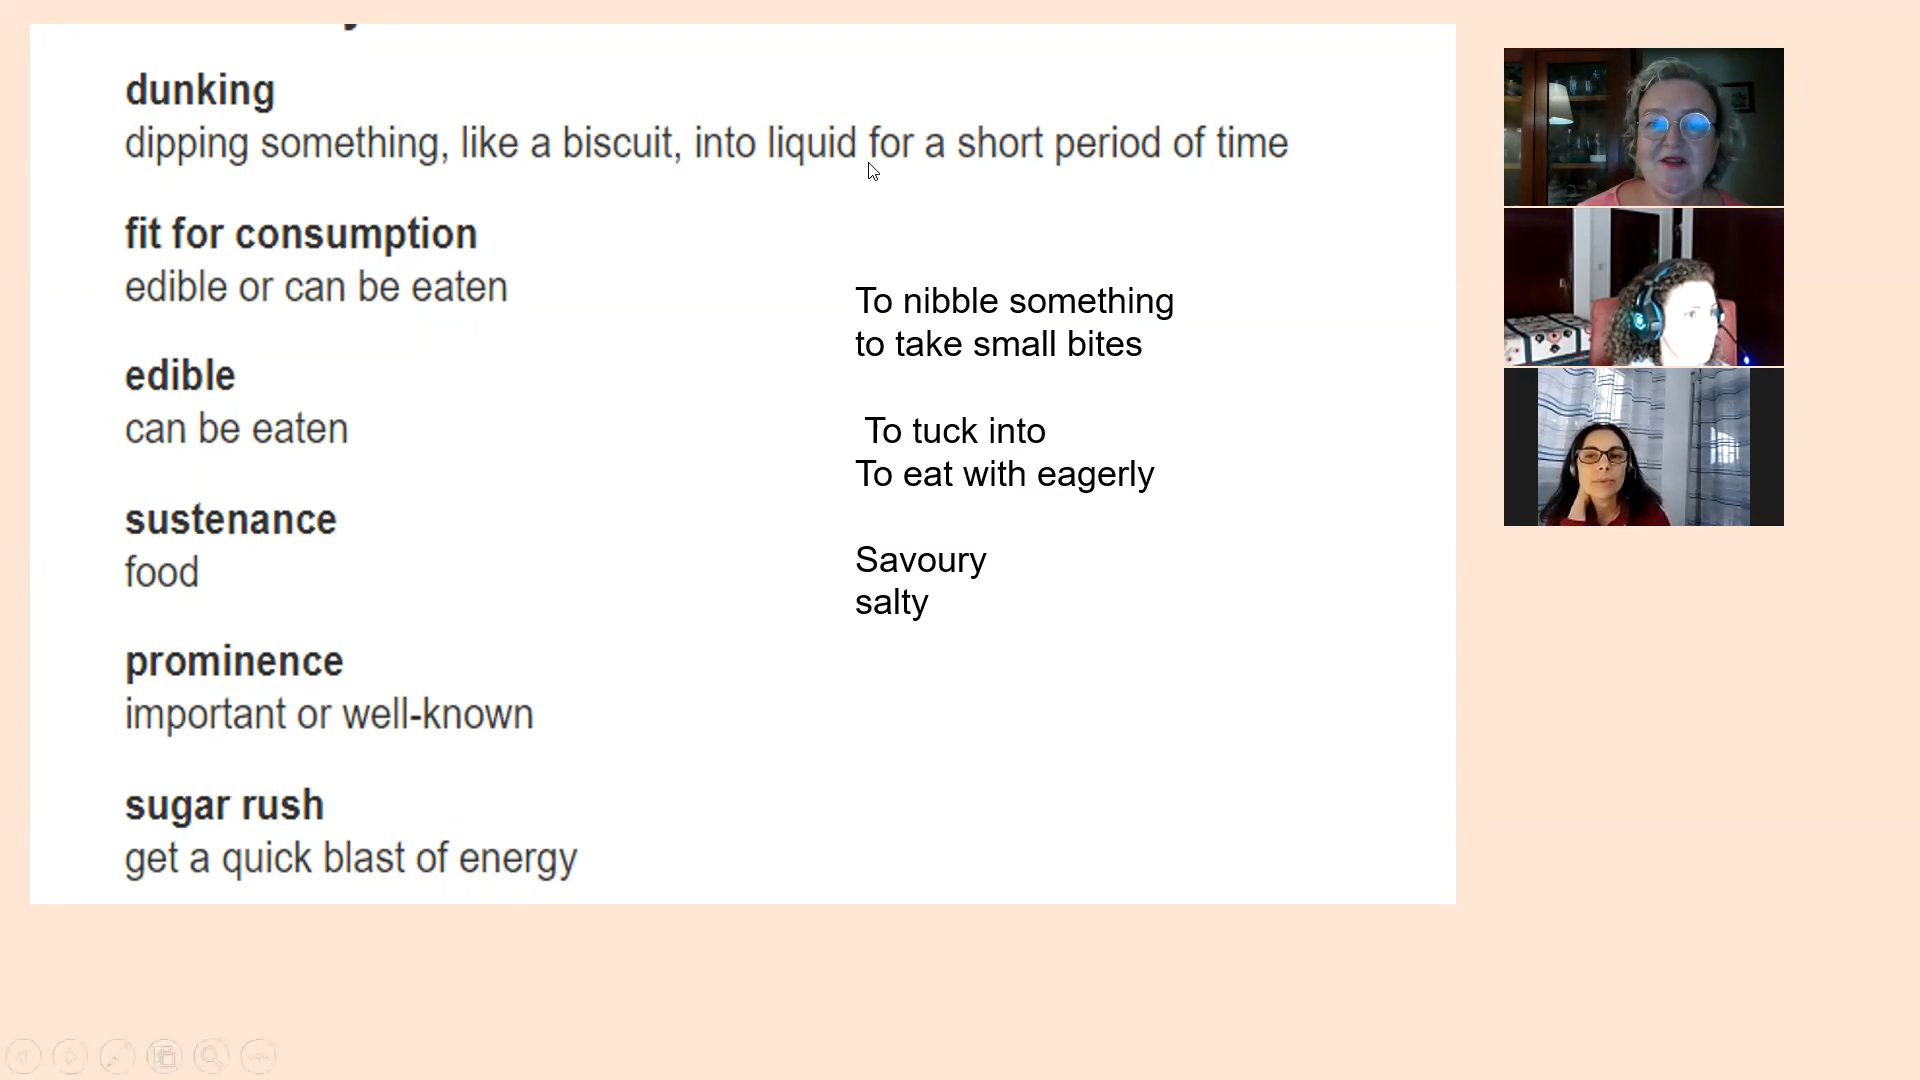 dunking
dipping something, like a biscuit, into liquid for a short period of time
fit for consumption
edible or can be eaten
edible
can be eaten
sustenance
food
prominence
important or well-known
sugar rush
get a quick blast of energy
To nibble something
to take small bites
To tuck into
To eat with eagerly
Savoury
salty